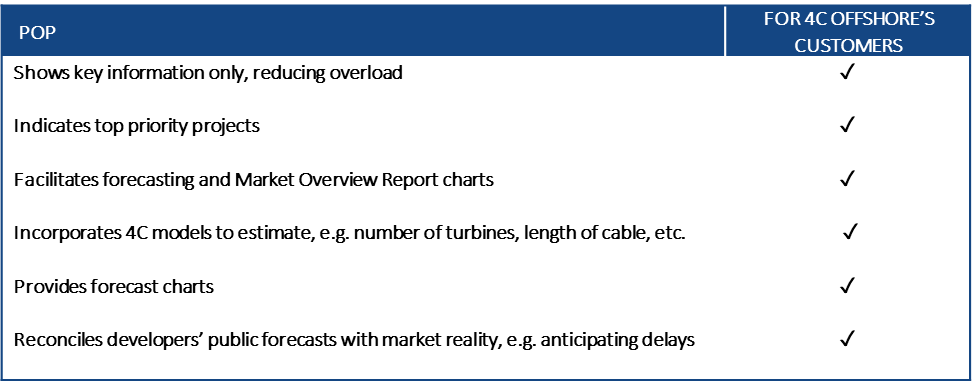 POP
FOR 4C OFFSHORE’S
CUSTOMERS
Shows key information only, reducing overload ✓
Indicates top priority projects ✓
Facilitates forecasting and Market Overview Report charts ✓
Incorporates 4C models to estimate, e.g. number of turbines, length of cable, etc. ✓
Provides forecast charts ✓
Reconciles developers’ public forecasts with market reality, e.g. anticipating delays ✓